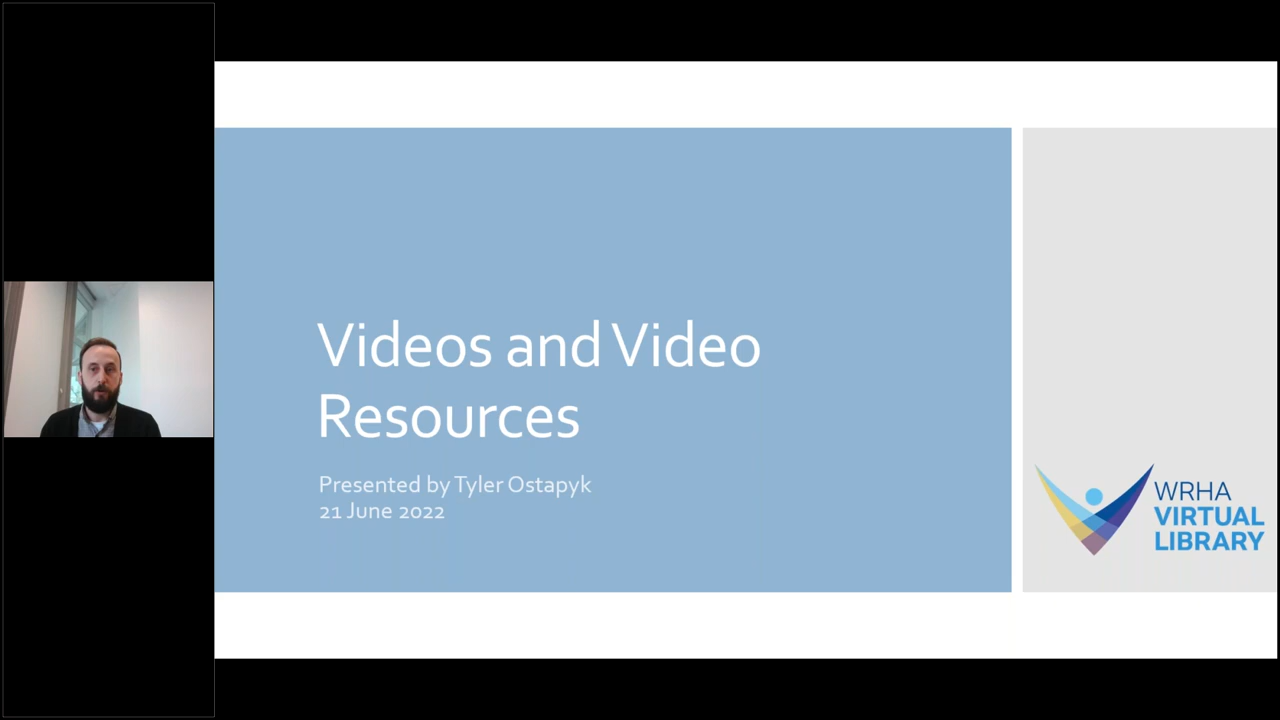 Videos and Video
Resources
Presented by Tyler Ostapyk
21 June 2022
WRHA
VIRTUAL
LIBRARY